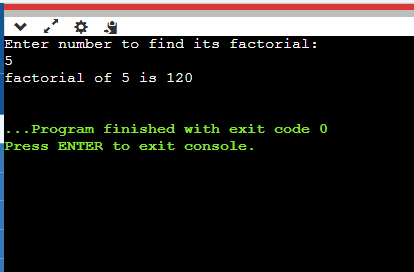 Enter number to find its factorial:
5
factorial of 5 is 120
...Program finished with exit code 0
Press ENTER to exit console.